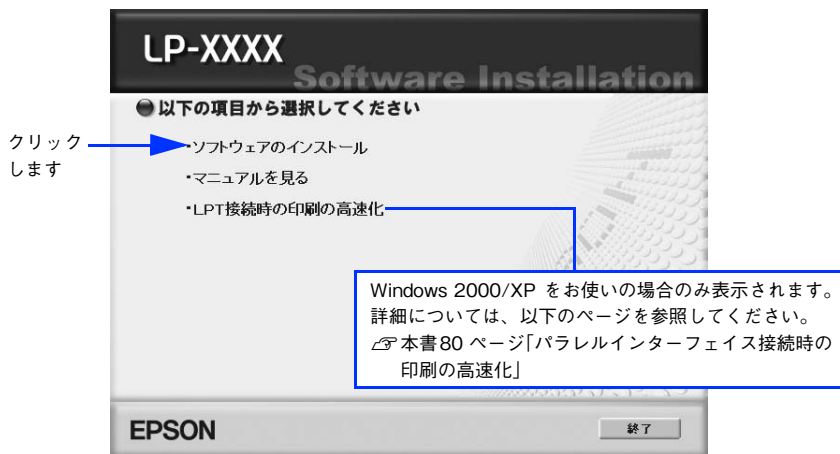 LP-XXXX
Software Installation
以下の項目から選択してください
クリック
します
・ソフトウェアのインストール
・マニュアルを見る
・LPT接続時の印刷の高速化
Windows 2000/XP をお使いの場合のみ表示されます。
詳細については、以下のページを参照してください。
☞本書80 ページ｢パラレルインターフェイス接続時の
印刷の高速化｣
EPSON
終了